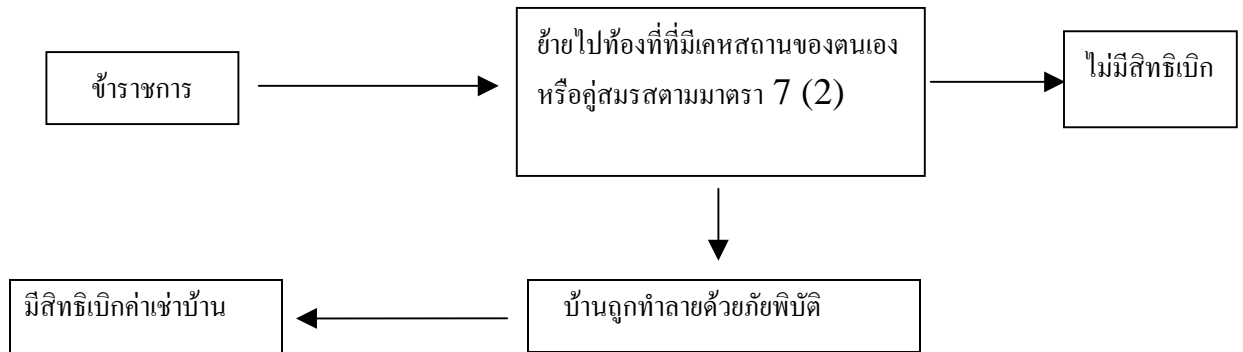 ข้าราชการ
ย้ายไปท้องที่ที่มีเคหสถานของตนเอง
หรือคู่สมรสตามมาตรา 7 (2)
ไม่มีสิทธิเบิก
มีสิทธิเบิกค่าเช่าบ้าน
บ้านถูกทำลายด้วยภัยพิบัติ